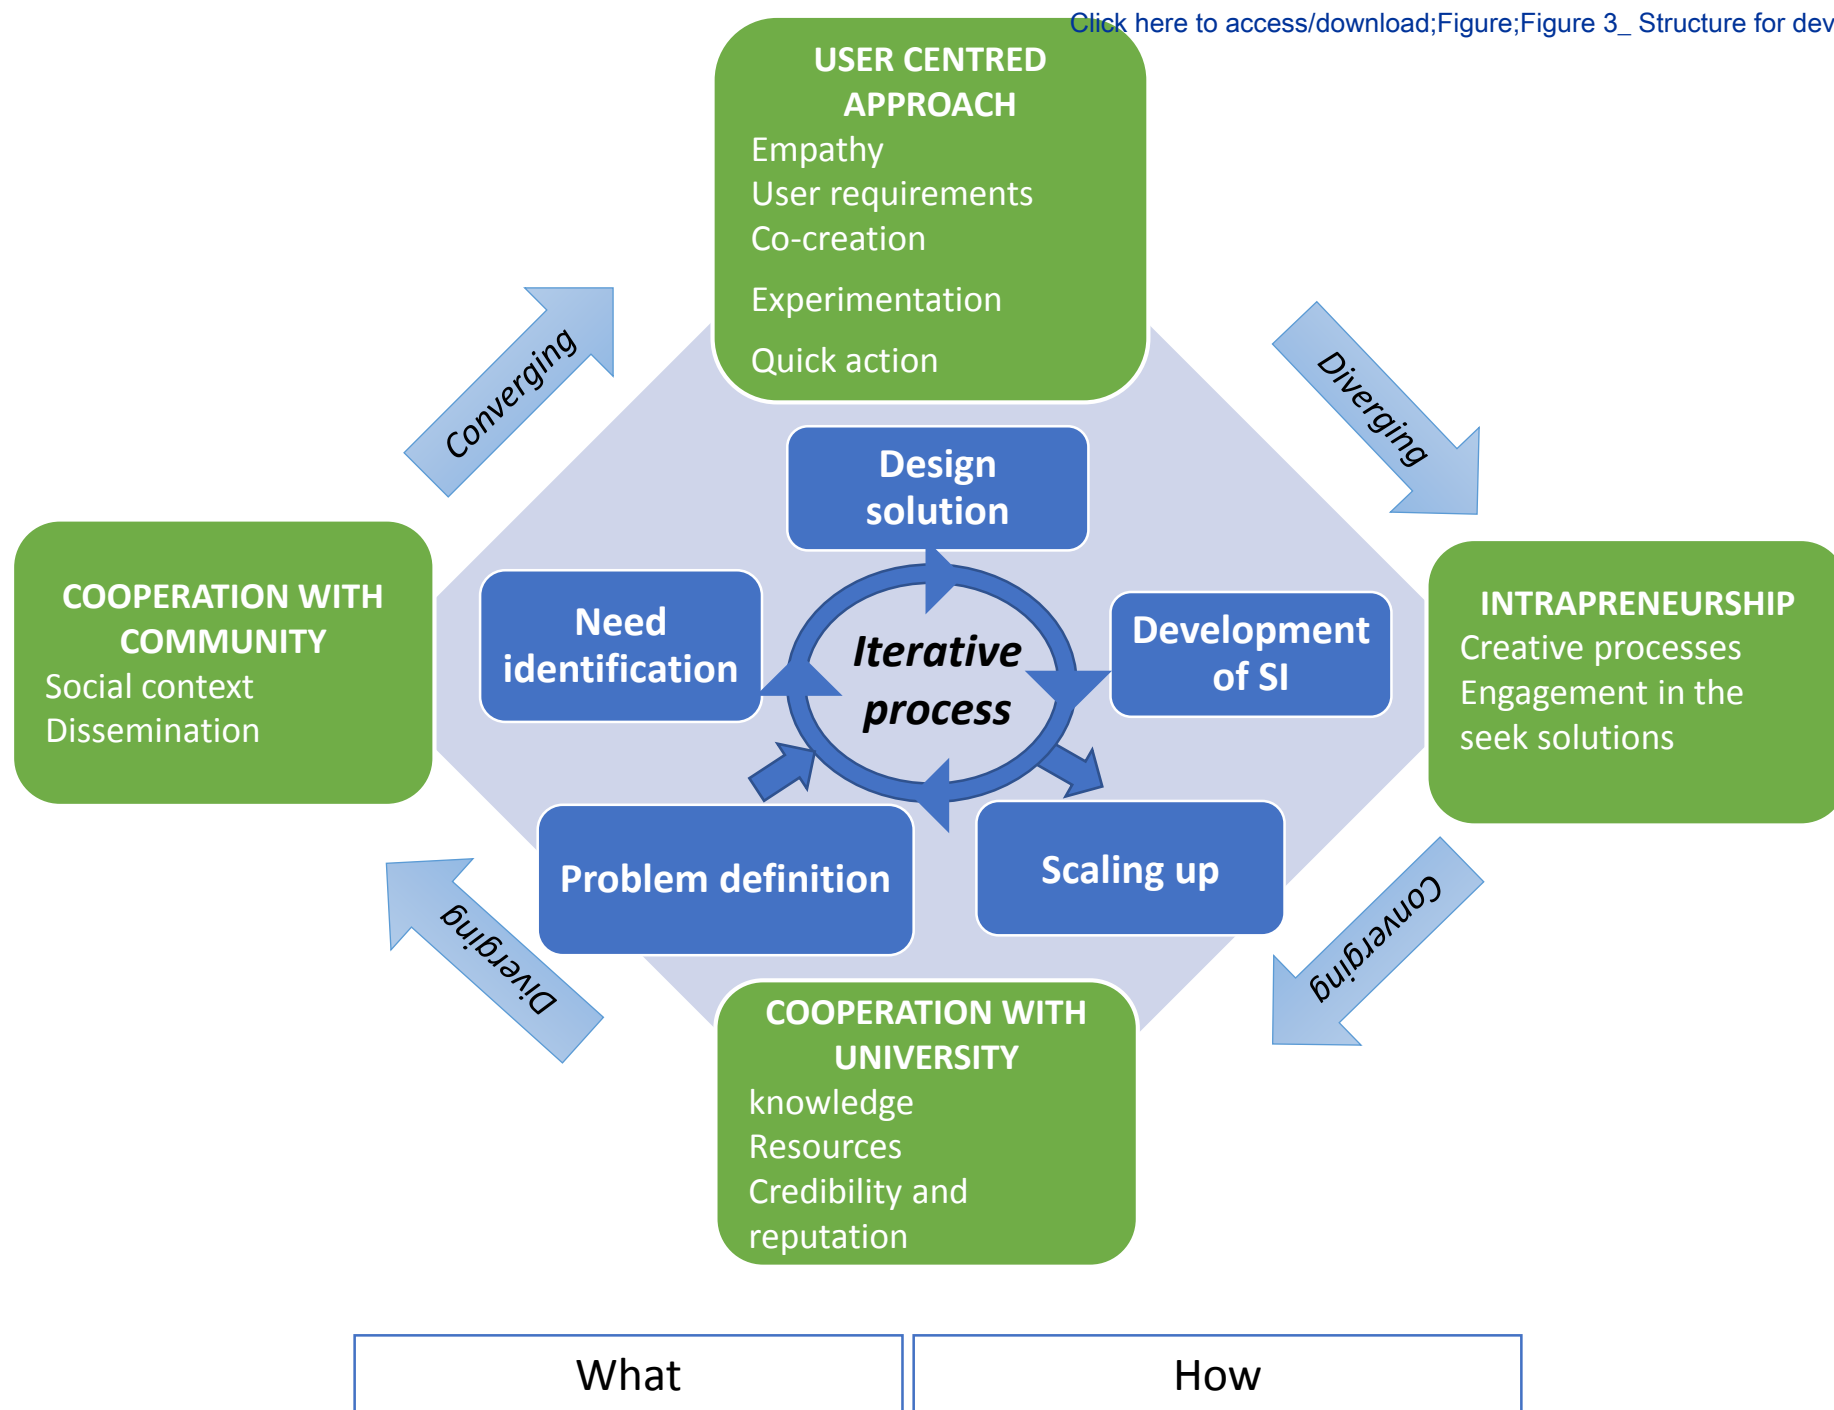 Click here to access/download;Figure;Figure 3_ Structure for dev
USER CENTRED
APPROACH
Empathy
User requirements
Co-creation
Experimentation
Quick action
Converging
Diverging
Design
solution
COOPERATION WITH
COMMUNITY
Social context
Dissemination
Need
identification
Iterative
process
Development
of SI
INTRAPRENEURSHIP
Creative processes
Engagement in the
seek solutions
Problem definition
Scaling up
Diverging
Converging
COOPERATION WITH
UNIVERSITY
knowledge
Resources
Credibility and
reputation
What
How